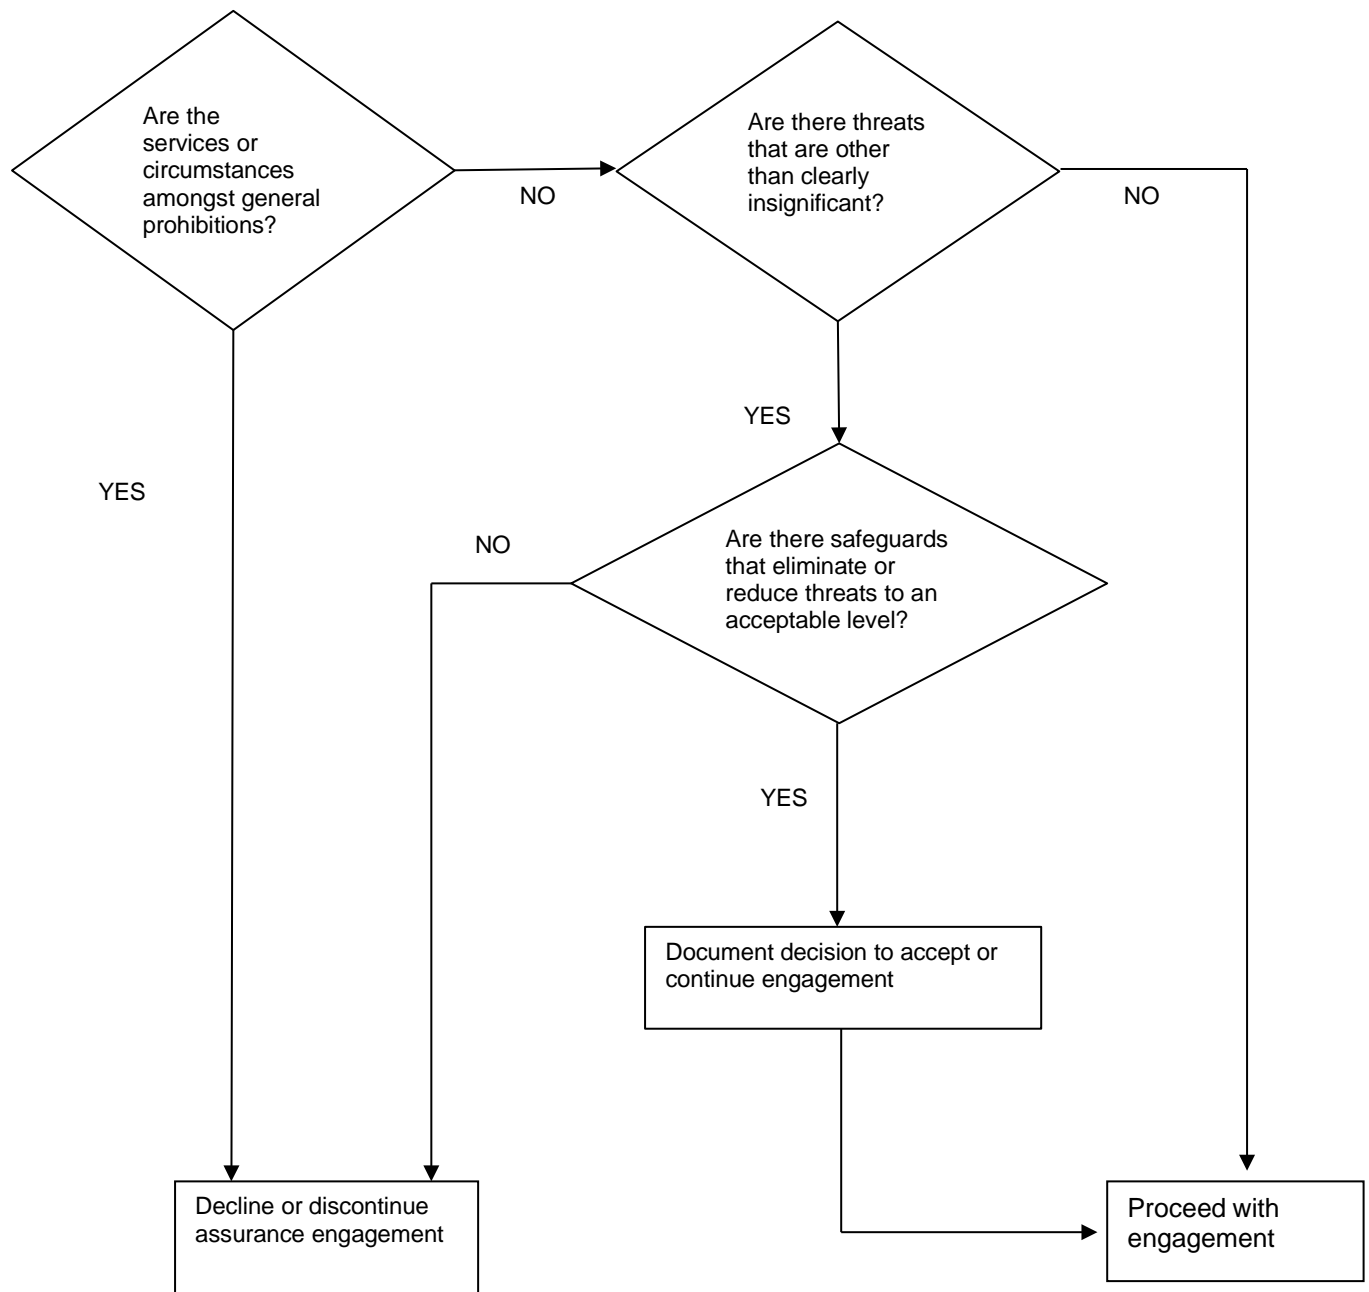 Are the
services or
circumstances
amongst general
prohibitions?
NO
Are there threats
that are other
than clearly
insignificant?
NO
YES
YES
NO
Are there safeguards
that eliminate or
reduce threats to an
acceptable level?
YES
Document decision to accept or
continue engagement
Decline or discontinue
assurance engagement
Proceed with
engagement